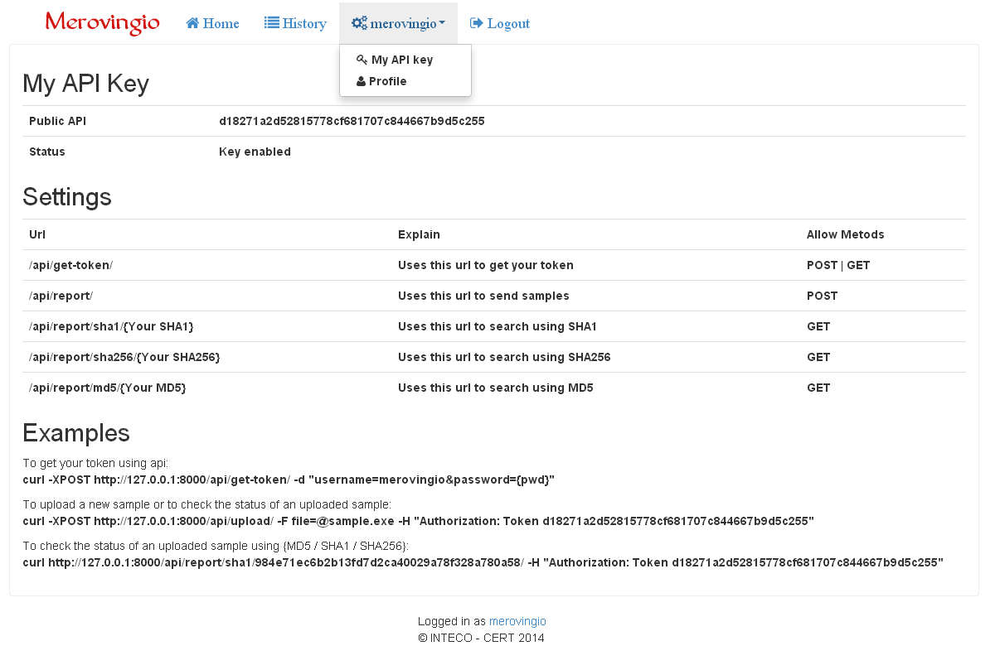 Merovingio Home History merovingio Logout
My API key
Profile
My API Key
Public API d18271a2d52815778cf681707c844667b9d5c255
Status Key enabled
Settings
Url Explain Allow Metods
/api/get-token/ Uses this url to get your token POST | GET
/api/report/ Uses this url to send samples POST
/api/report/sha1/{Your SHA1} Uses this url to search using SHA1 GET
/api/report/sha256/{Your SHA256} Uses this url to search using SHA256 GET
/api/report/md5/{Your MD5} Uses this url to search using MD5 GET
Examples
To get your token using api:
curl -XPOST http://127.0.0.1:8000/api/get-token/ -d "username=merovingio&password={pwd}"
To upload a new sample or to check the status of an uploaded sample:
curl -XPOST http://127.0.0.1:8000/api/upload/ -F file=@sample.exe -H "Authorization: Token d18271a2d52815778cf681707c844667b9d5c255"
To check the status of an uploaded sample using {MD5 / SHA1 / SHA256}:
curl http://127.0.0.1:8000/api/report/sha1/984e71ec6b2b13fd7d2ca40029a78f328a780a58/ -H "Authorization: Token d18271a2d52815778cf681707c844667b9d5c255"
Logged in as merovingio
© INTECO - CERT 2014